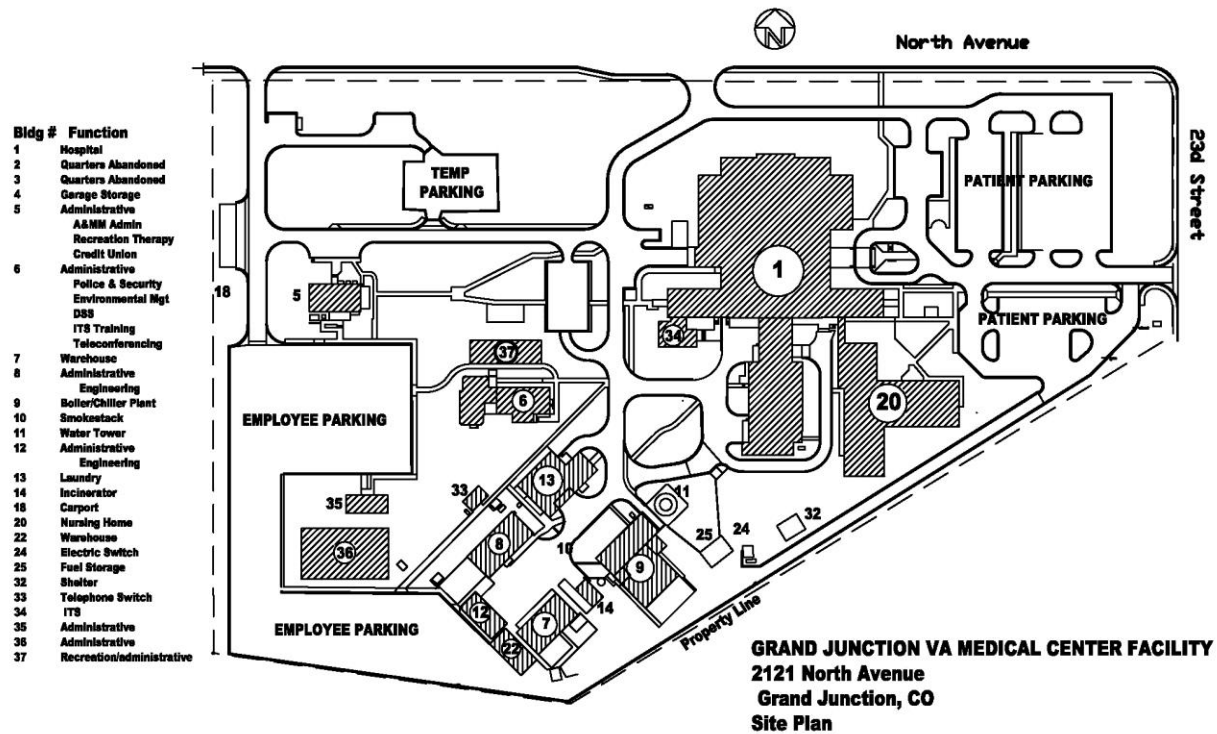 N
North Avenue
23d Street
Bldg # Function
1 Hospital
2 Quarters Abandoned
3 Quarters Abandoned
4 Garage Storage
5 Administrative
A&MM Admin
Recreation Therapy
Credit Union
6 Administrative
Police & Security
Environmental Mgt
DSS
ITS Training
Teleconferencing
7 Warehouse
8 Administrative
Engineering
9 Boiler/Chiller Plant
10 Smokestack
11 Water Tower
12 Administrative
Engineering
13 Laundry
14 Incinerator
18 Carport
20 Nursing Home
22 Warehouse
24 Electric Switch
25 Fuel Storage
32 Shelter
33 Telephone Switch
34 ITS
35 Administrative
36 Administrative
37 Recreation/administrative
TEMP
PARKING
PATIENT PARKING
1
18
5
PATIENT PARKING
34
37
6
20
EMPLOYEE PARKING
13
33
11
35
36
8
10
25
24
32
9
14
12
7
22
EMPLOYEE PARKING
Property Line
GRAND JUNCTION VA MEDICAL CENTER FACILITY
2121 North Avenue
Grand Junction, CO
Site Plan